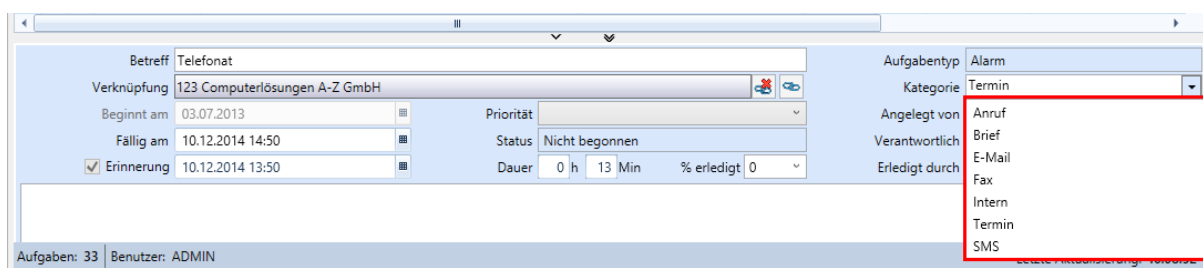 Betreff Telefonat Aufgabentyp Alarm
Verknüpfung 123 Computerlösungen A-Z GmbH Kategorie Termin
Beginnt am 03.07.2013 Priorität Angelegt von Anruf
Fällig am 10.12.2014 14:50 Status Nicht begonnen Verantwortlich Brief
E-Mail
Erinnerung 10.12.2014 13:50 Dauer 0 h 13 Min % erledigt 0 Erledigt durch Fax
Intern
Termin
SMS
Aufgaben: 33 Benutzer: ADMIN